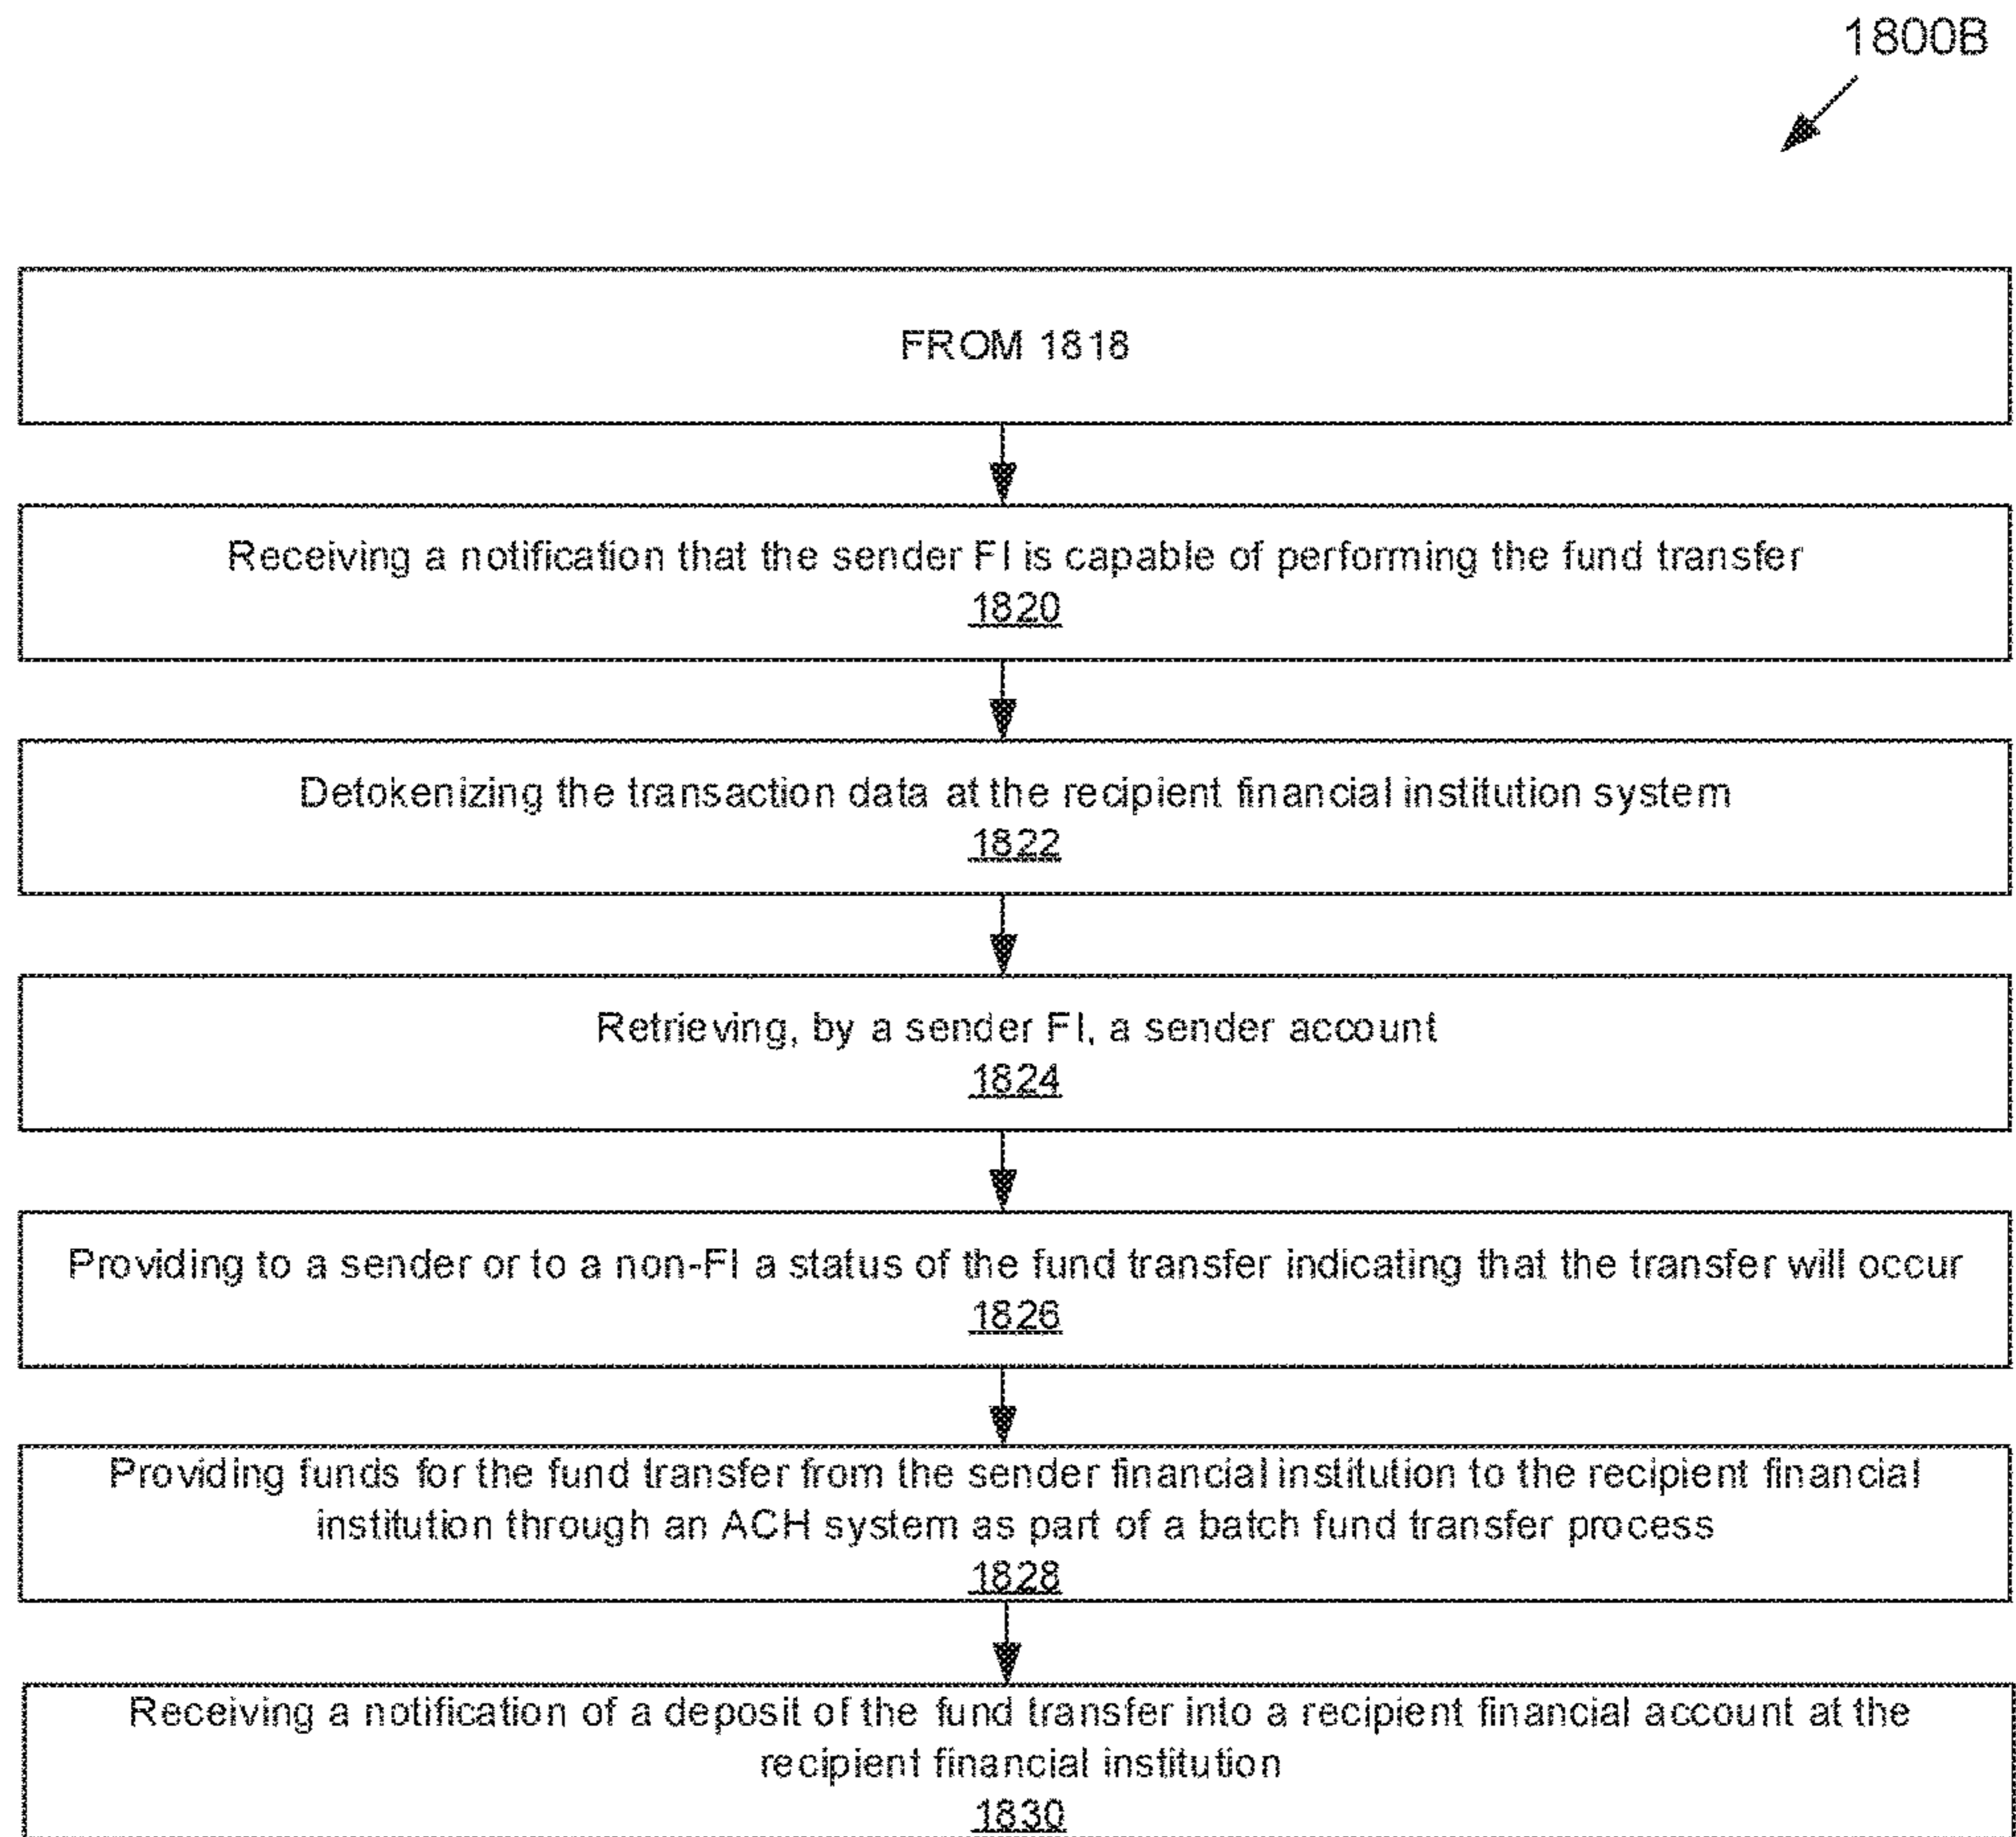 1800B
FROM 1818
Receiving a notification that the sender FI is capable of performing the fund transfer
1820
Detokenizing the transaction data at the recipient financial institution system
1822
Retrieving, by a sender FI, a sender account
1824
Providing to a sender or to a non-FI a status of the fund transfer indicating that the transfer will occur
1826
Providing funds for the fund transfer from the sender financial institution to the recipient financial
institution through an ACH system as part of a batch fund transfer process
1828
Receiving a notification of a deposit of the fund transfer into a recipient financial account at the
recipient financial institution
1830